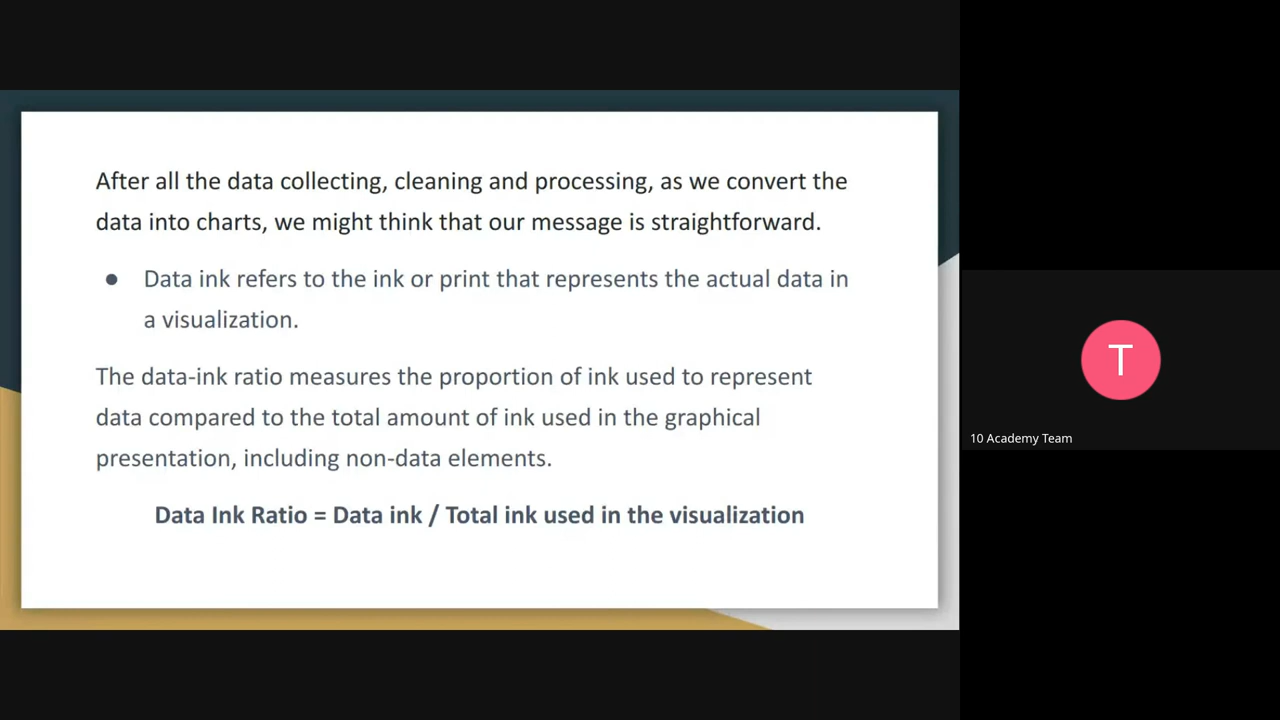 After all the data collecting, cleaning and processing, as we convert the
data into charts, we might think that our message is straightforward.
● Data ink refers to the ink or print that represents the actual data in
a visualization.
The data-ink ratio measures the proportion of ink used to represent
data compared to the total amount of ink used in the graphical
presentation, including non-data elements.
Data Ink Ratio = Data ink / Total ink used in the visualization
T
10 Academy Team